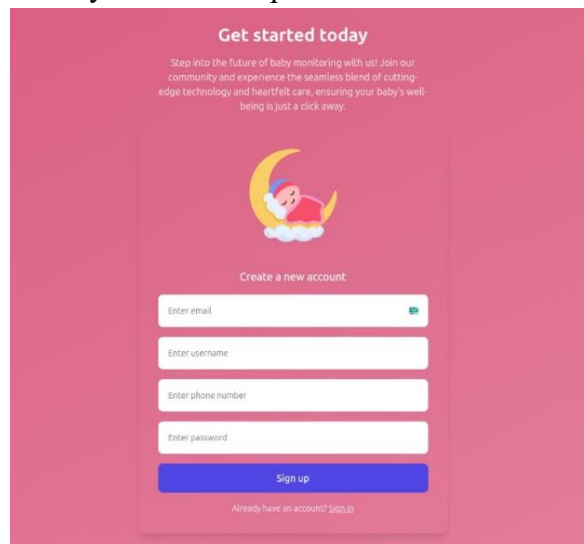 Get started today
Step into the future of baby monitoring with us! Join our
community and experience the seamless blend of cutting-
edge technology and heartfelt care, ensuring your baby's well-
being is just a click away.
Create a new account
Enter email
Enter username
Enter phone number
Enter password
Sign up
Already have an account? Sign in